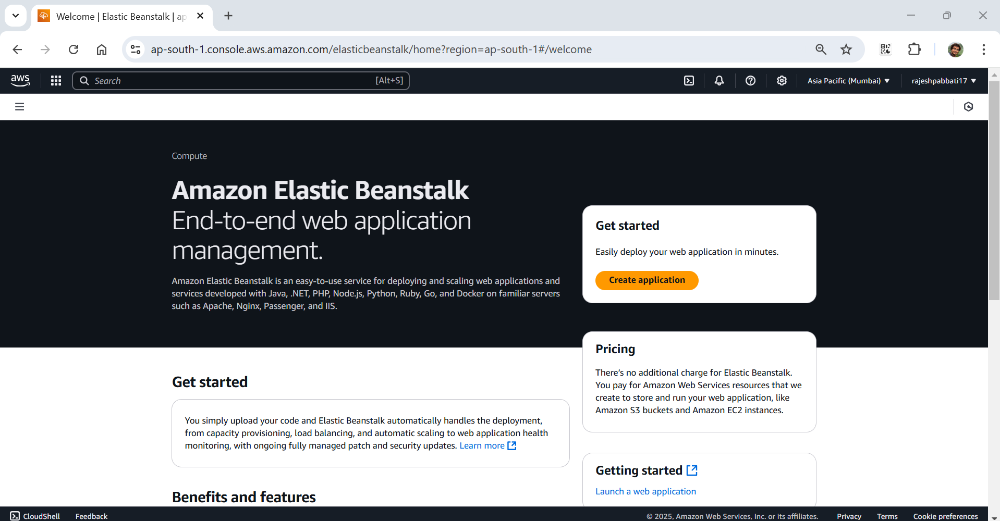 Welcome | Elastic Beanstalk | ap
ap-south-1.console.aws.amazon.com/elasticbeanstalk/home?region=ap-south-1#/welcome
aws
Search
[Alt+S]
Asia Pacific (Mumbai)
rajeshpabbati17
Compute
Amazon Elastic Beanstalk
End-to-end web application
management.
Amazon Elastic Beanstalk is an easy-to-use service for deploying and scaling web applications and
services developed with Java, .NET, PHP, Node.js, Python, Ruby, Go, and Docker on familiar servers
such as Apache, Nginx, Passenger, and IIS.
Get started
Easily deploy your web application in minutes.
Create application
Pricing
There's no additional charge for Elastic Beanstalk.
You pay for Amazon Web Services resources that we
create to store and run your web application, like
Amazon S3 buckets and Amazon EC2 instances.
Get started
You simply upload your code and Elastic Beanstalk automatically handles the deployment,
from capacity provisioning, load balancing, and automatic scaling to web application health
monitoring, with ongoing fully managed patch and security updates. Learn more
Getting started
Launch a web application
Benefits and features
CloudShell
Feedback
© 2025, Amazon Web Services, Inc. or its affiliates.
Privacy
Terms
Cookie preferences